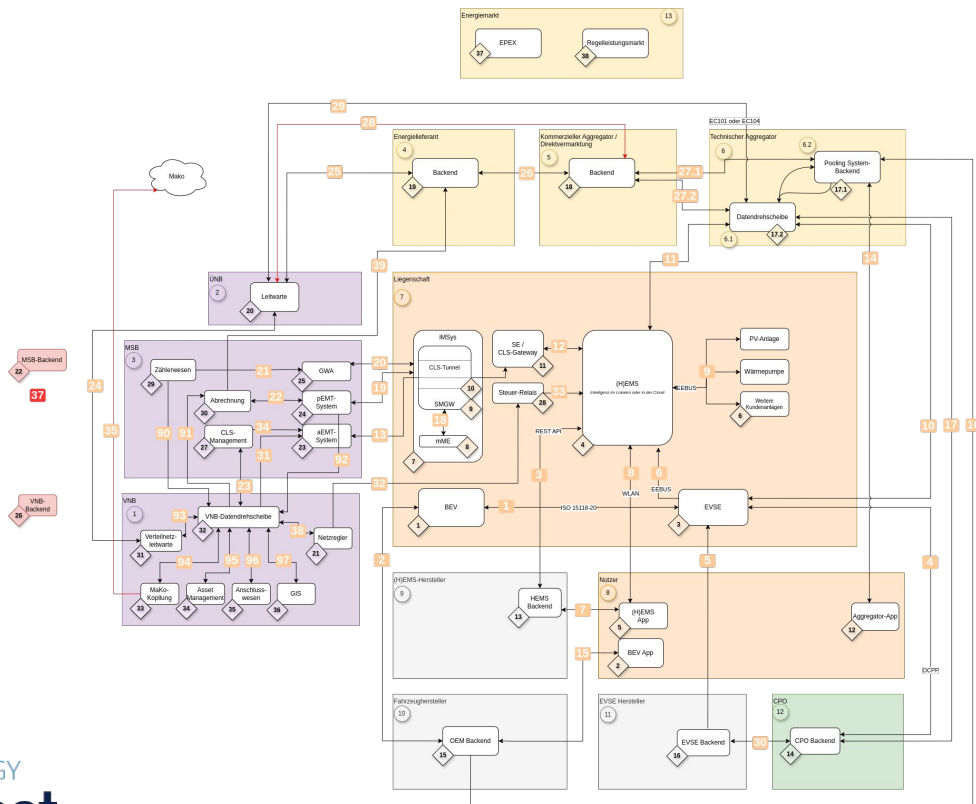 Energiemarkt
13
EPEX
37
Regelleistungsmarkt
38
29
28
EC101 oder EC104
Energielieferant
4
Backend
19
Kommerzieller Aggregator /
Direktvermarktung
5
Backend
18
Technischer Aggregator
6
6.2
Pooling System-
Backend
17.1
Datendrehscheibe
17.2
6.1
25
26
27.1
27.2
Mako
39
11
14
ÜNB
2
Leitwarte
20
MSB
3
Zählerwesen
29
21
GWA
25
Abrechnung
30
22
pEMT-
System
24
CLS-
Management
27
34
aEMT-
System
23
31
90
91
92
23
MSB-Backend
22
37
24
35
VNB-
Backend
26
VNB
1
VNB-Datendrehscheibe
32
93
Verteilnetz-
leitwarte
31
38
Netzregler
21
94
95
96
97
MaKo-
Kopllung
33
Asset
Management
34
Anschluss-
wesen
35
GIS
36
Liegenschaft
7
iMSys
CLS-Tunnel
10
SMGW
9
18
mME
8
7
20
19
13
32
SE /
CLS-Gateway
11
12
Steuer-Relais
28
33
(H)EMS
Intelligenz im Lokalen oder in der Cloud
4
REST API
9
EEBUS
PV-Anlage
Wärmepumpe
Weitere
Kundenanlagen
6
3
8
WLAN
6
EEBUS
BEV
1
1
ISO 15118-20
EVSE
3
10
17
2
5
4
(H)EMS-Hersteller
9
HEMS
Backend
13
7
Nutzer
8
(H)EMS
App
5
BEV App
2
15
Aggregator-App
12
OCPP
Fahrzeughersteller
10
OEM Backend
15
EVSE Hersteller
11
EVSE Backend
16
30
CPO
12
CPO Backend
14
GY